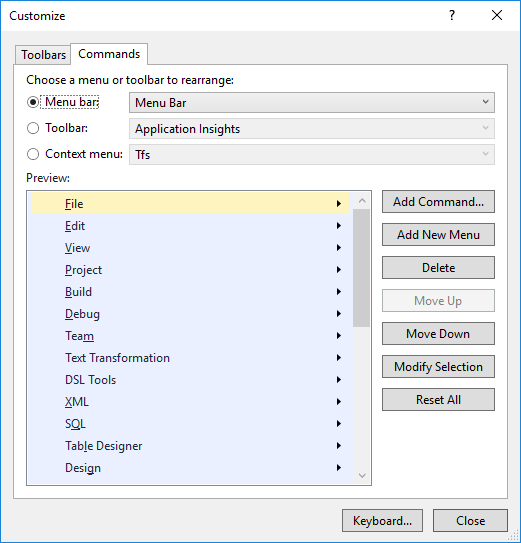 Customize
Toolbars Commands
Choose a menu or toolbar to rearrange:
Menu bar: Menu Bar
Toolbar: Application Insights
Context menu: Tfs
Preview:
File
Edit
View
Project
Build
Debug
Team
Text Transformation
DSL Tools
XML
SQL
Table Designer
Design
Add Command...
Add New Menu
Delete
Move Up
Move Down
Modify Selection
Reset All
Keyboard... Close